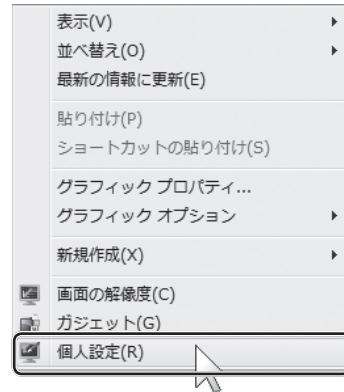 表示(V)
並べ替え(O)
最新の情報に更新(E)
貼り付け(P)
ショートカットの貼り付け(S)
グラフィック プロパティ...
グラフィック オプション
新規作成(X)
画面の解像度(C)
ガジェット(G)
個人設定(R)